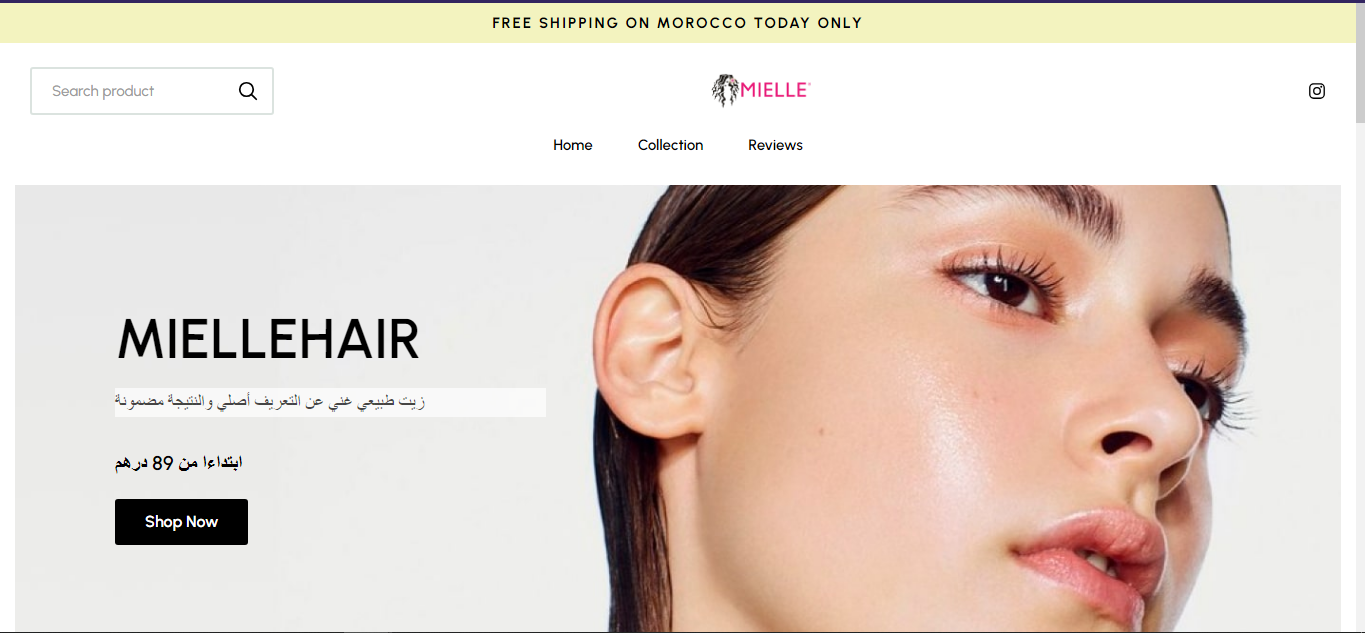 FREE SHIPPING ON MOROCCO TODAY ONLY
Search product
MIELLE
Home Collection Reviews
MIELLEHAIR
زيت طبيعي غني عن التعريف أصلي والنتيجة مضمونة
ابتداءا من 89 درهم
Shop Now